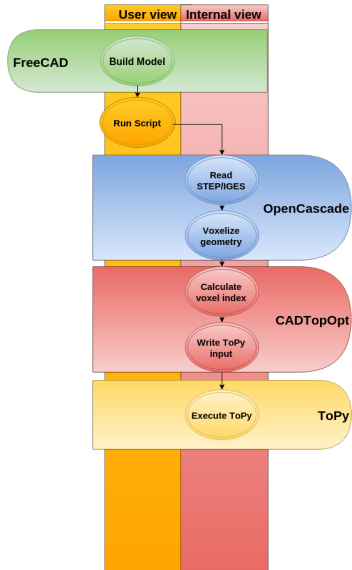 User view
Internal view
FreeCAD
Build Model
Run Script
Read
STEP/IGES
OpenCascade
Voxelize
geometry
Calculate
voxel index
CADTopOpt
Write ToPy
input
Execute ToPy
ToPy